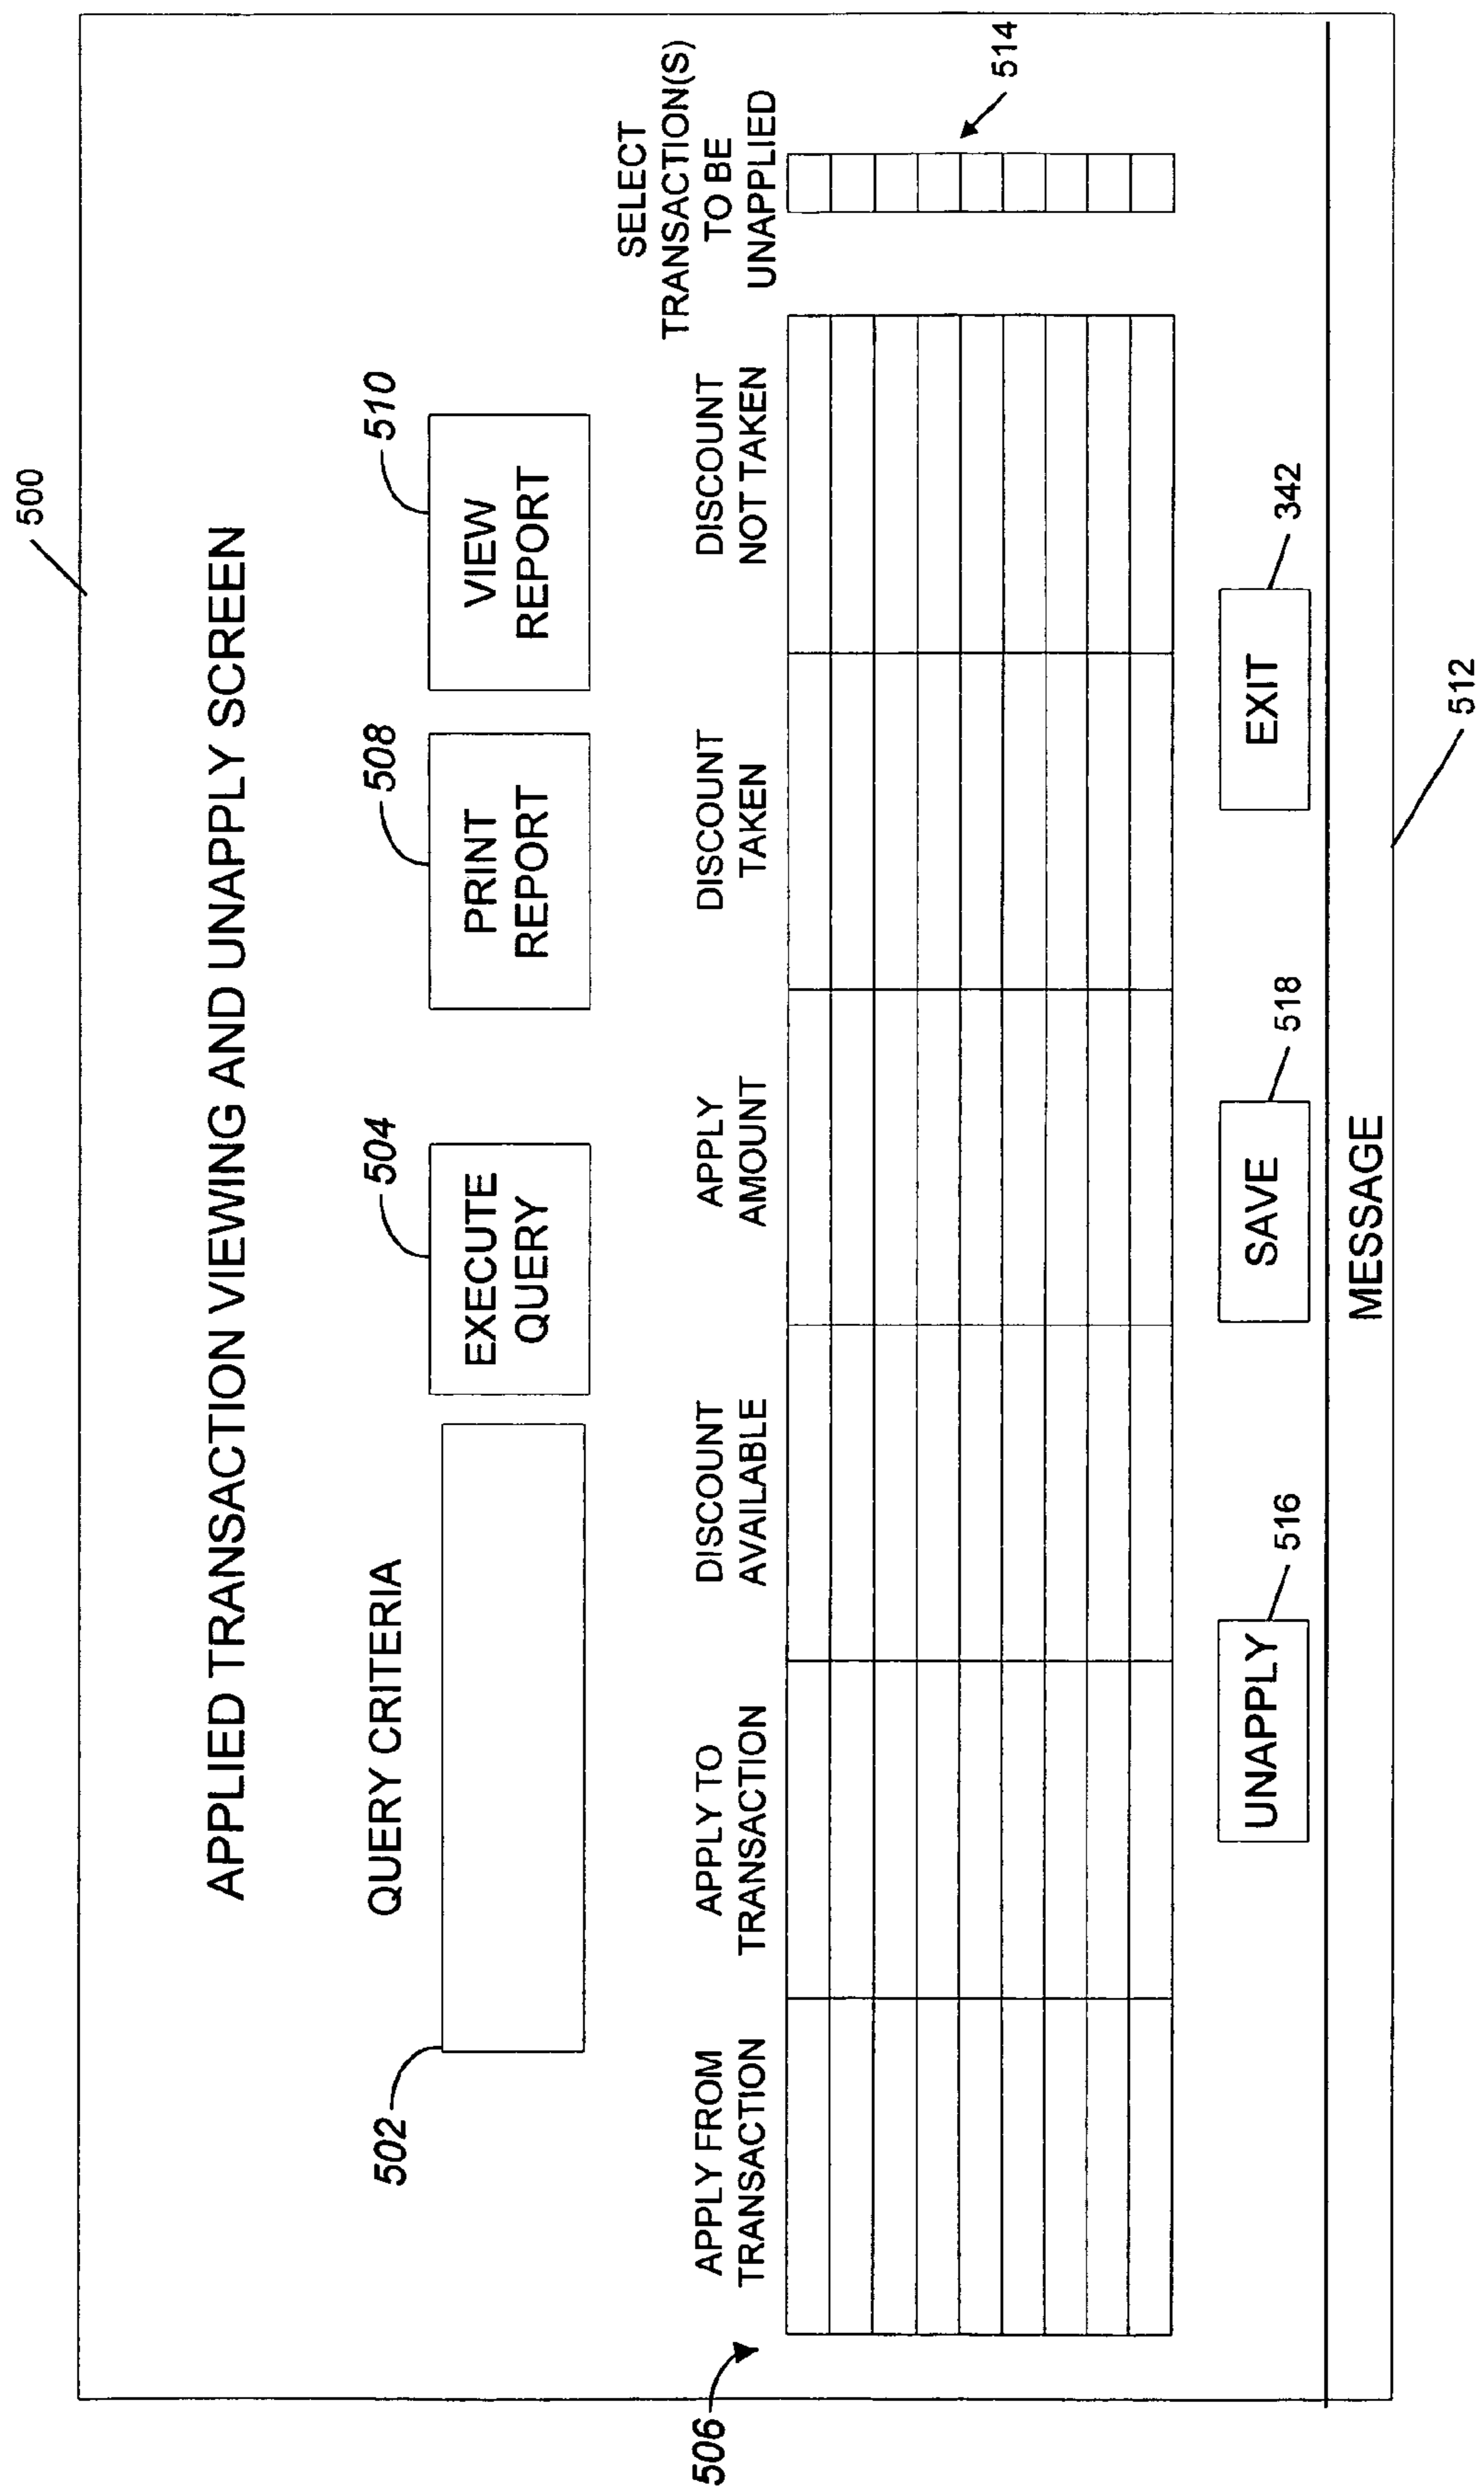 500
APPLIED TRANSACTION VIEWING AND UNAPPLY SCREEN
QUERY CRITERIA
502
EXECUTE
QUERY
504
PRINT
REPORT
508
VIEW
REPORT
510
506
APPLY FROM
TRANSACTION
APPLY TO
TRANSACTION
DISCOUNT
AVAILABLE
APPLY
AMOUNT
DISCOUNT
TAKEN
DISCOUNT
NOT TAKEN
SELECT
TRANSACTION(S)
TO BE
UNAPPLIED
514
UNAPPLY
516
SAVE
518
EXIT
342
MESSAGE
512